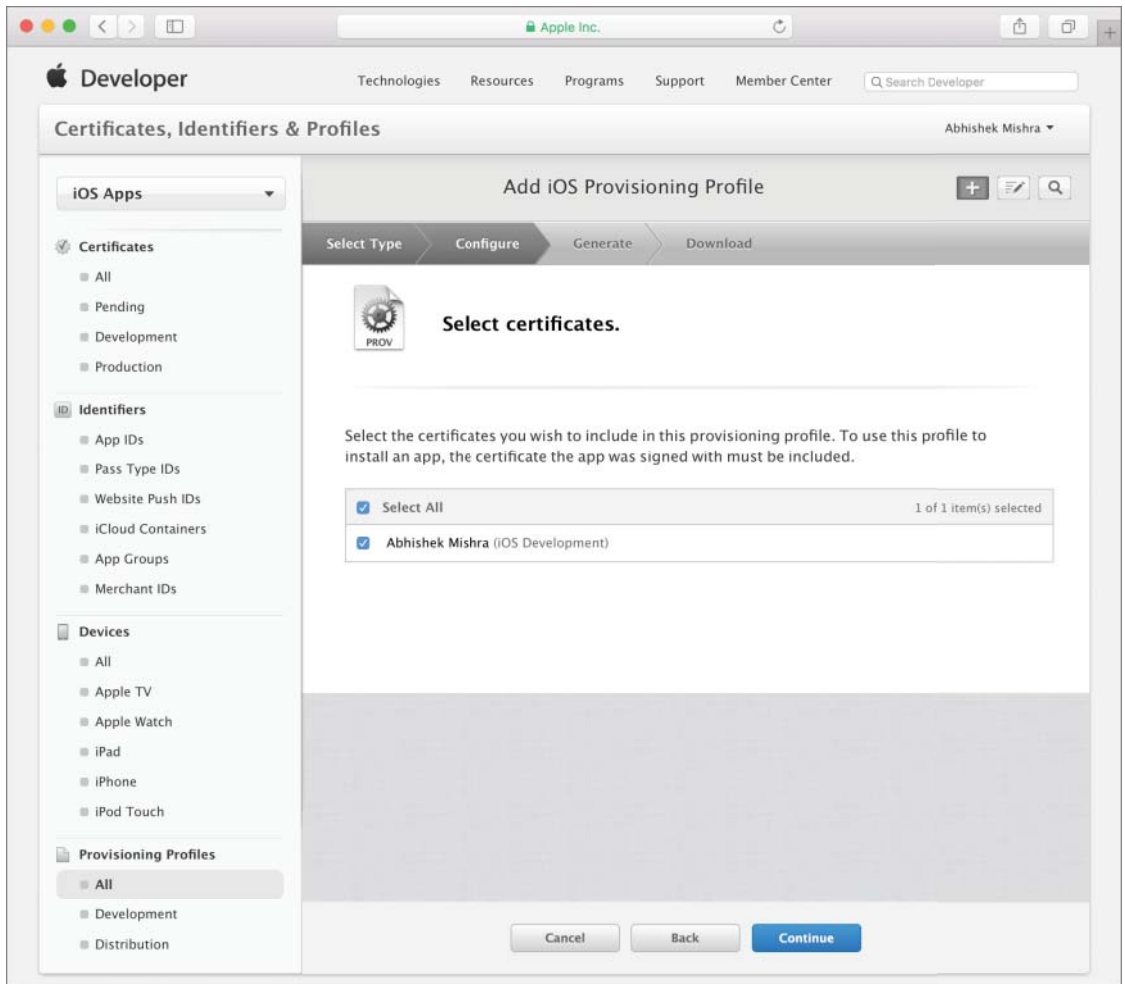 Apple Inc.
Developer
Technologies Resources Programs Support Member Center Search Developer
Certificates, Identifiers & Profiles
Abhishek Mishra
iOS Apps
Certificates
All
Pending
Development
Production
ID Identifiers
App IDs
Pass Type IDs
Website Push IDs
iCloud Containers
App Groups
Merchant IDs
Devices
All
Apple TV
Apple Watch
iPad
iPhone
iPod Touch
Provisioning Profiles
All
Development
Distribution
Add iOS Provisioning Profile
Select Type Configure Generate Download
PROV
Select certificates.
Select the certificates you wish to include in this provisioning profile. To use this profile to
install an app, the certificate the app was signed with must be included.
Select All 1 of 1 item(s) selected
Abhishek Mishra (iOS Development)
Cancel Back Continue